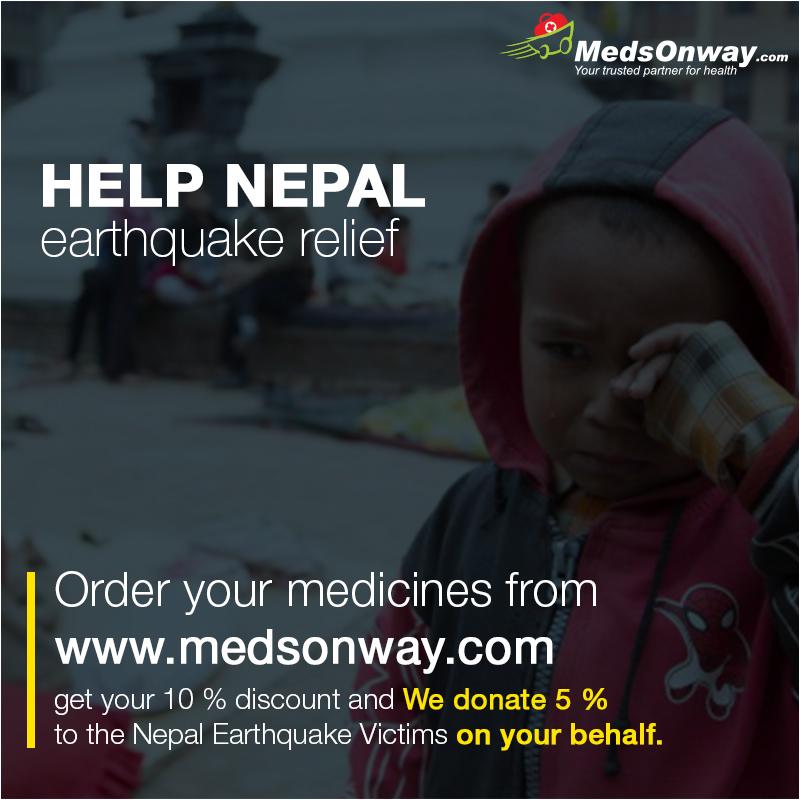 MedsOnway.com
Your trusted partner for health
HELP NEPAL
earthquake relief
Order your medicines from
www.medsonway.com
get your 10 % discount and We donate 5 %
to the Nepal Earthquake Victims on your behalf.